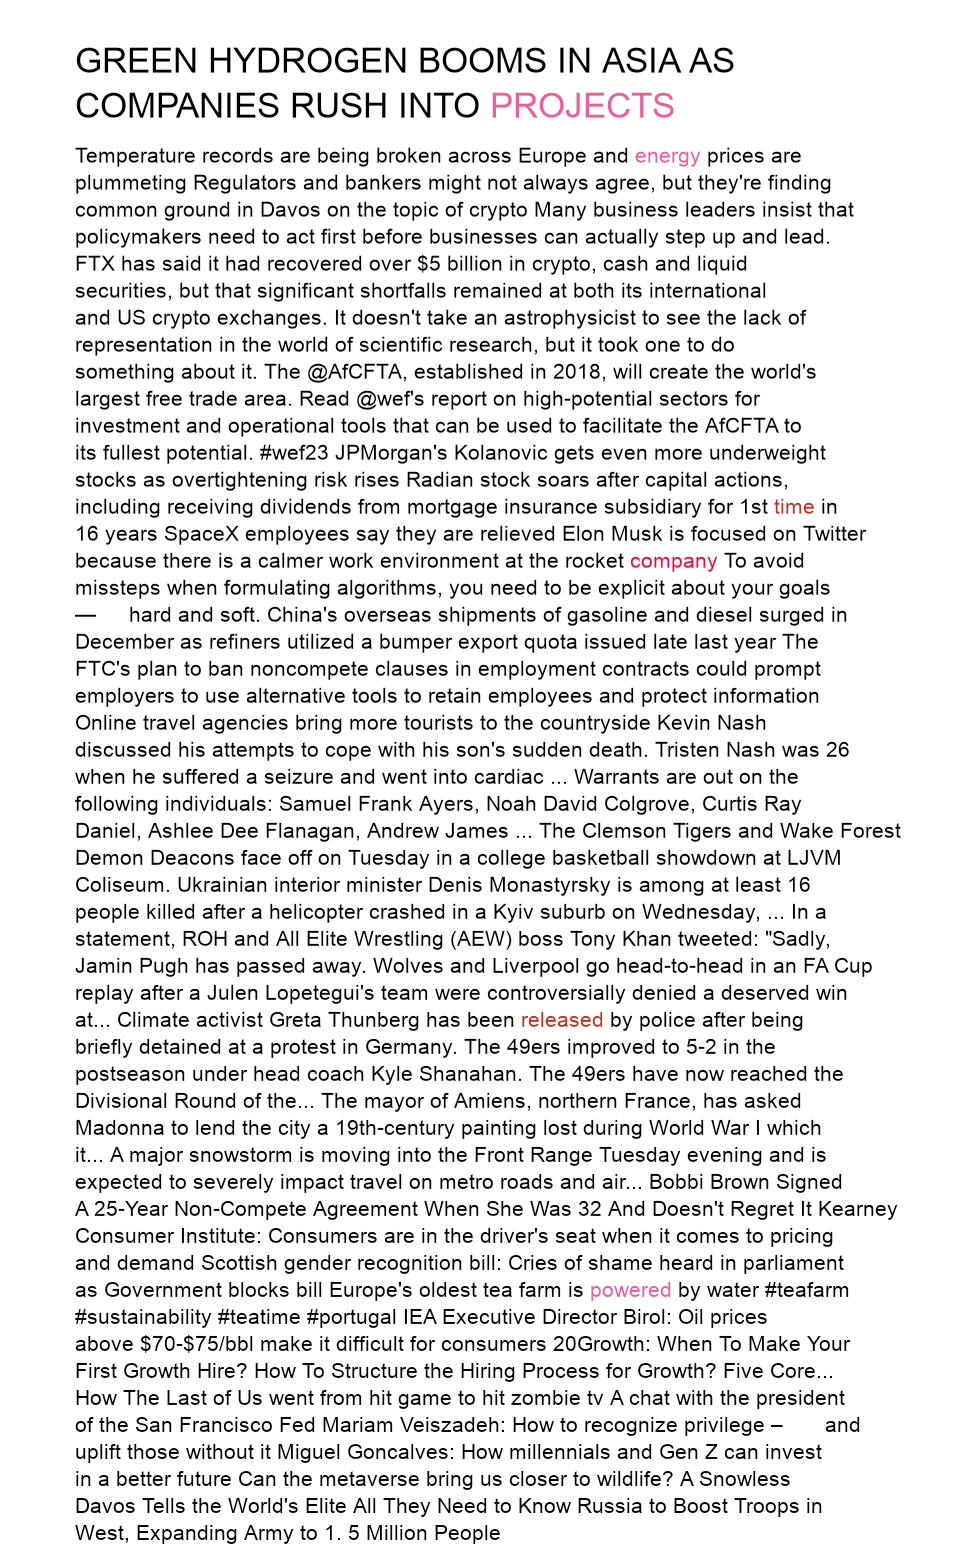 GREEN HYDROGEN BOOMS IN ASIA AS
COMPANIES RUSH INTO PROJECTS
Temperature records are being broken across Europe and energy prices are
plummeting Regulators and bankers might not always agree, but they're finding
common ground in Davos on the topic of crypto Many business leaders insist that
policymakers need to act first before businesses can actually step up and lead.
FTX has said it had recovered over $5 billion in crypto, cash and liquid
securities, but that significant shortfalls remained at both its international
and US crypto exchanges. It doesn't take an astrophysicist to see the lack of
representation in the world of scientific research, but it took one to do
something about it. The @AfCFTA, established in 2018, will create the world's
largest free trade area. Read @wef's report on high-potential sectors for
investment and operational tools that can be used to facilitate the AfCFTA to
its fullest potential. #wef23 JPMorgan's Kolanovic gets even more underweight
stocks as overtightening risk rises Radian stock soars after capital actions,
including receiving dividends from mortgage insurance subsidiary for 1st time in
16 years SpaceX employees say they are relieved Elon Musk is focused on Twitter
because there is a calmer work environment at the rocket company To avoid
missteps when formulating algorithms, you need to be explicit about your goals
— hard and soft. China's overseas shipments of gasoline and diesel surged in
December as refiners utilized a bumper export quota issued late last year The
FTC's plan to ban noncompete clauses in employment contracts could prompt
employers to use alternative tools to retain employees and protect information
Online travel agencies bring more tourists to the countryside Kevin Nash
discussed his attempts to cope with his son's sudden death. Tristen Nash was 26
when he suffered a seizure and went into cardiac ... Warrants are out on the
following individuals: Samuel Frank Ayers, Noah David Colgrove, Curtis Ray
Daniel, Ashlee Dee Flanagan, Andrew James ... The Clemson Tigers and Wake Forest
Demon Deacons face off on Tuesday in a college basketball showdown at LJVM
Coliseum. Ukrainian interior minister Denis Monastyrsky is among at least 16
people killed after a helicopter crashed in a Kyiv suburb on Wednesday, ... In a
statement, ROH and All Elite Wrestling (AEW) boss Tony Khan tweeted: "Sadly,
Jamin Pugh has passed away. Wolves and Liverpool go head-to-head in an FA Cup
replay after a Julen Lopetegui's team were controversially denied a deserved win
at... Climate activist Greta Thunberg has been released by police after being
briefly detained at a protest in Germany. The 49ers improved to 5-2 in the
postseason under head coach Kyle Shanahan. The 49ers have now reached the
Divisional Round of the... The mayor of Amiens, northern France, has asked
Madonna to lend the city a 19th-century painting lost during World War I which
it... A major snowstorm is moving into the Front Range Tuesday evening and is
expected to severely impact travel on metro roads and air... Bobbi Brown Signed
A 25-Year Non-Compete Agreement When She Was 32 And Doesn't Regret It Kearney
Consumer Institute: Consumers are in the driver's seat when it comes to pricing
and demand Scottish gender recognition bill: Cries of shame heard in parliament
as Government blocks bill Europe's oldest tea farm is powered by water #teafarm
#sustainability #teatime #portugal IEA Executive Director Birol: Oil prices
above $70-$75/bbl make it difficult for consumers 20Growth: When To Make Your
First Growth Hire? How To Structure the Hiring Process for Growth? Five Core...
How The Last of Us went from hit game to hit zombie tv A chat with the president
of the San Francisco Fed Mariam Veiszadeh: How to recognize privilege – and
uplift those without it Miguel Goncalves: How millennials and Gen Z can invest
in a better future Can the metaverse bring us closer to wildlife? A Snowless
Davos Tells the World's Elite All They Need to Know Russia to Boost Troops in
West, Expanding Army to 1. 5 Million People